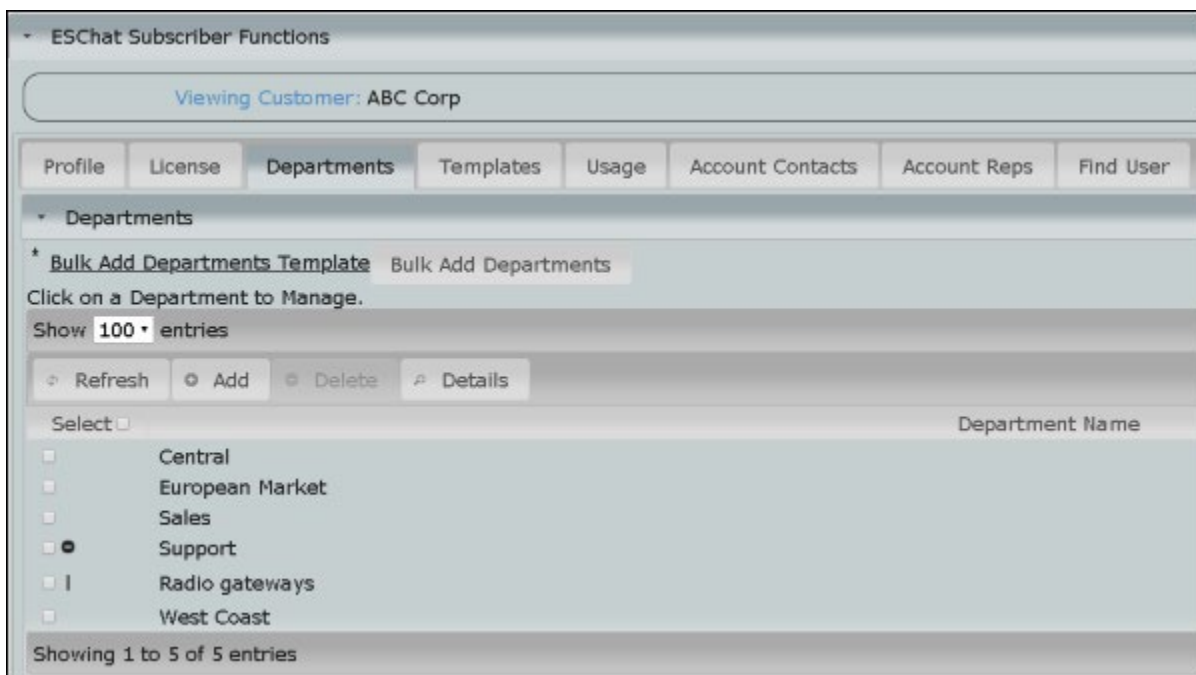 ESChat Subscriber Functions
Viewing Customer: ABC Corp
Profile License Departments Templates Usage Account Contacts Account Reps Find User
Departments
* Bulk Add Departments Template Bulk Add Departments
Click on a Department to Manage.
Show 100 entries
Refresh Add Delete Details
Select Department Name
Central
European Market
Sales
Support
Radio gateways
West Coast
Showing 1 to 5 of 5 entries